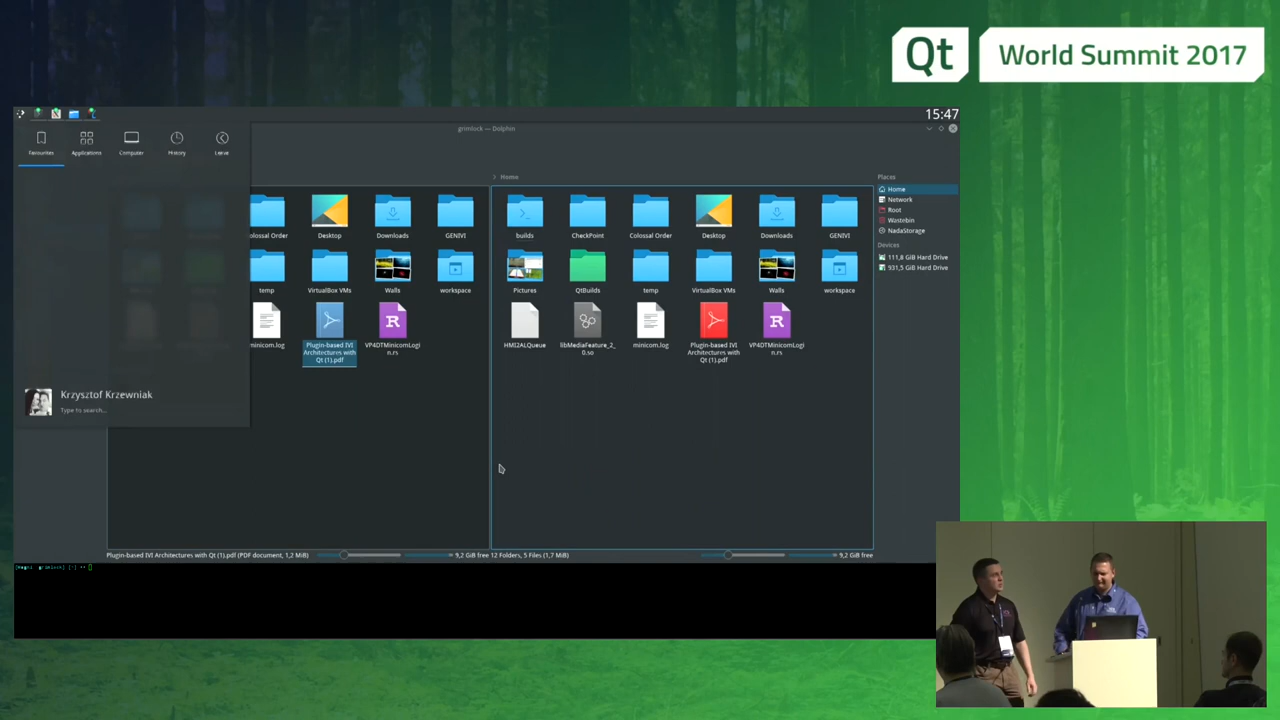 Qt World Summit 2017
15:47
grimlock — Dolphin
Favourites Applications Computer History Leave
Home
Places
Home
Network
Root
Wastebin
NadaStorage
Devices
111,8 GiB Hard Drive
931,5 GiB Hard Drive
olossal Order Desktop Downloads GENIVI
builds CheckPoint Colossal Order Desktop Downloads GENIVI
temp VirtualBox VMs Walls workspace
Pictures QtBuilds temp VirtualBox VMs Walls workspace
minicom.log Plugin-based IVI Architectures with Qt (1).pdf VP4DTMinicomLogi n.rs
HMI2ALQueue libMediaFeature_2_ 0.so minicom.log Plugin-based IVI Architectures with Qt (1).pdf VP4DTMinicomLogi n.rs
Krzysztof Krzewniak
Type to search...
Plugin-based IVI Architectures with Qt (1).pdf (PDF document, 1,2 MiB) 9,2 GiB free 12 Folders, 5 Files (1,7 MiB) 9,2 GiB free